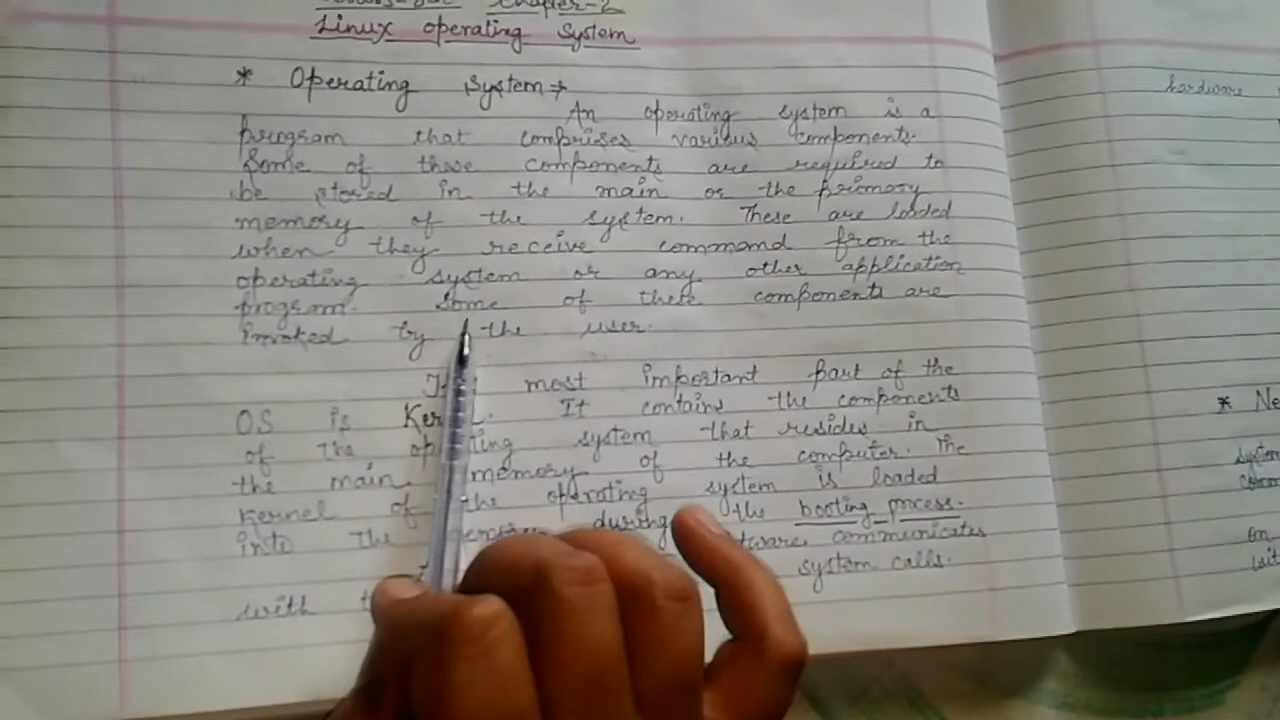 Chapter-2
Linux operating System
* Operating System →
An operating system is a
program that comprises various components.
Some of these components are required to
be stored in the main or the primary
memory of the system. These are loaded
when they receive command from the
operating system or any other application
program. Some of these components are
invoked by the user.
most important part of the
OS is It contains the components
of the system that resides in
the main memory of the computer. The
Kernel of the operating system is loaded
into the during the booting process.
communicates
with system calls.
hardware
* Ne